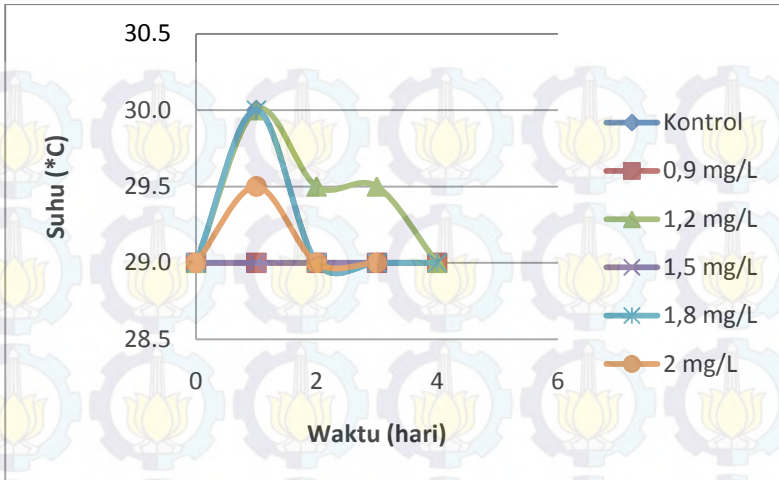 30.5
30.0
29.5
29.0
28.5
Suhu (*C)
0 2 4 6
Waktu (hari)
Kontrol
0,9 mg/L
1,2 mg/L
1,5 mg/L
1,8 mg/L
2 mg/L